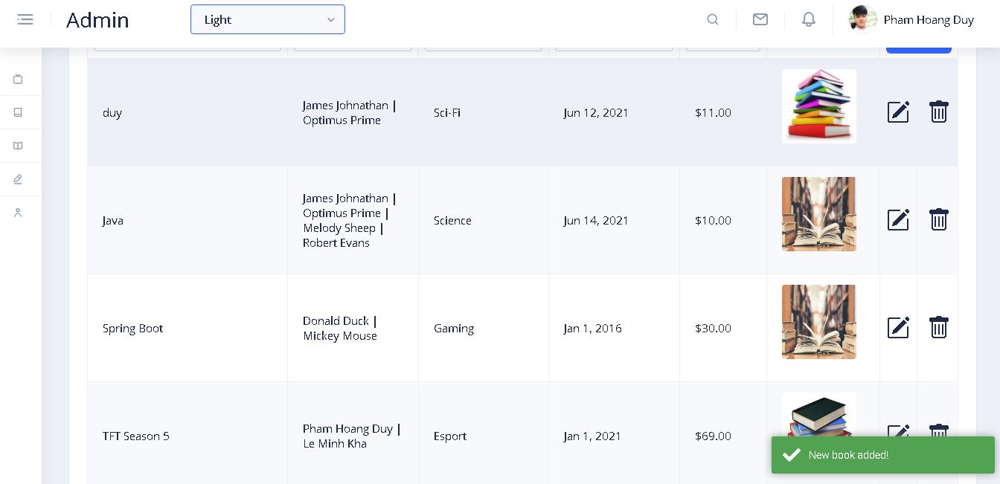 Admin
Light
Pham Hoang Duy
duy
James Johnathan |
Optimus Prime
Sci-Fi
Jun 12, 2021
$11.00
Java
James Johnathan |
Optimus Prime |
Melody Sheep |
Robert Evans
Science
Jun 14, 2021
$10.00
Spring Boot
Donald Duck |
Mickey Mouse
Gaming
Jan 1, 2016
$30.00
TFT Season 5
Pham Hoang Duy |
Le Minh Kha
Esport
Jan 1, 2021
$69.00
New book added!